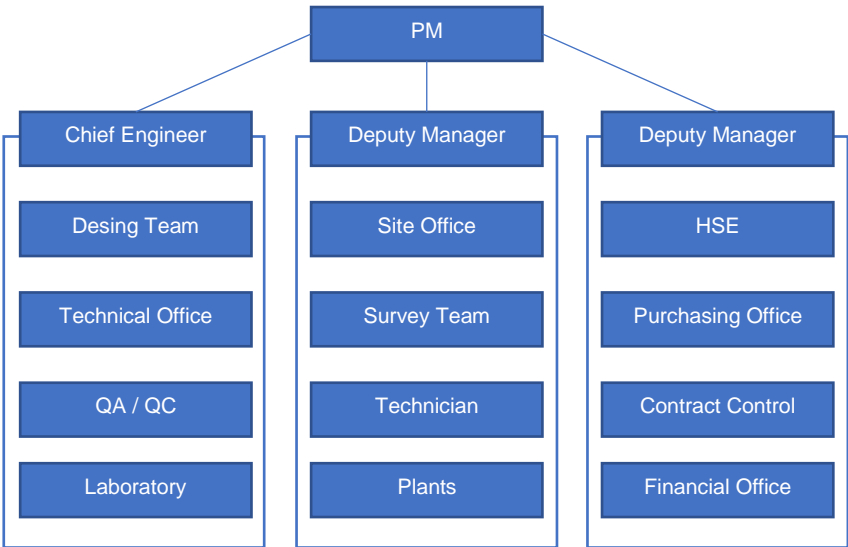 PM
Chief Engineer
Deputy Manager
Deputy Manager
Desing Team
Site Office
HSE
Technical Office
Survey Team
Purchasing Office
QA / QC
Technician
Contract Control
Laboratory
Plants
Financial Office